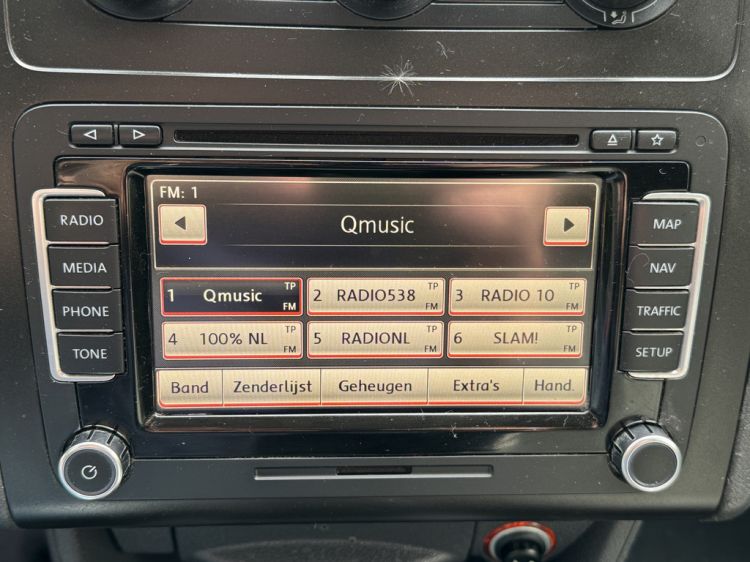 FM: 1
Qmusic
RADIO
MEDIA
PHONE
TONE
1 Qmusic TP FM
2 RADIO538 TP FM
3 RADIO 10 TP FM
4 100% NL TP FM
5 RADIONL TP FM
6 SLAM! TP FM
Band Zenderlijst Geheugen Extra's Hand.
MAP
NAV
TRAFFIC
SETUP